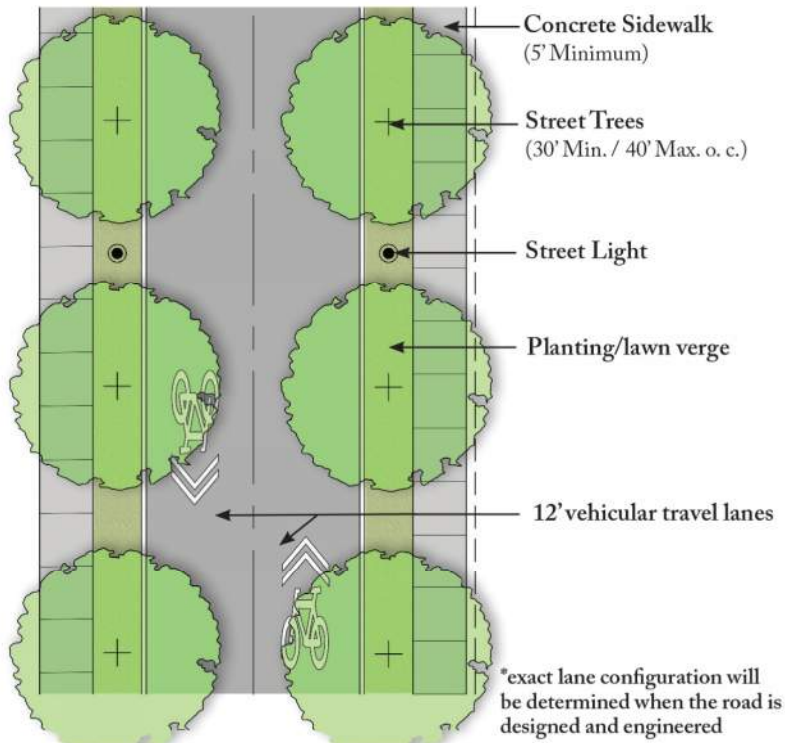 Concrete Sidewalk
(5' Minimum)
Street Trees
(30' Min. / 40' Max. o. c.)
Street Light
Planting/lawn verge
12' vehicular travel lanes
*exact lane configuration will
be determined when the road is
designed and engineered